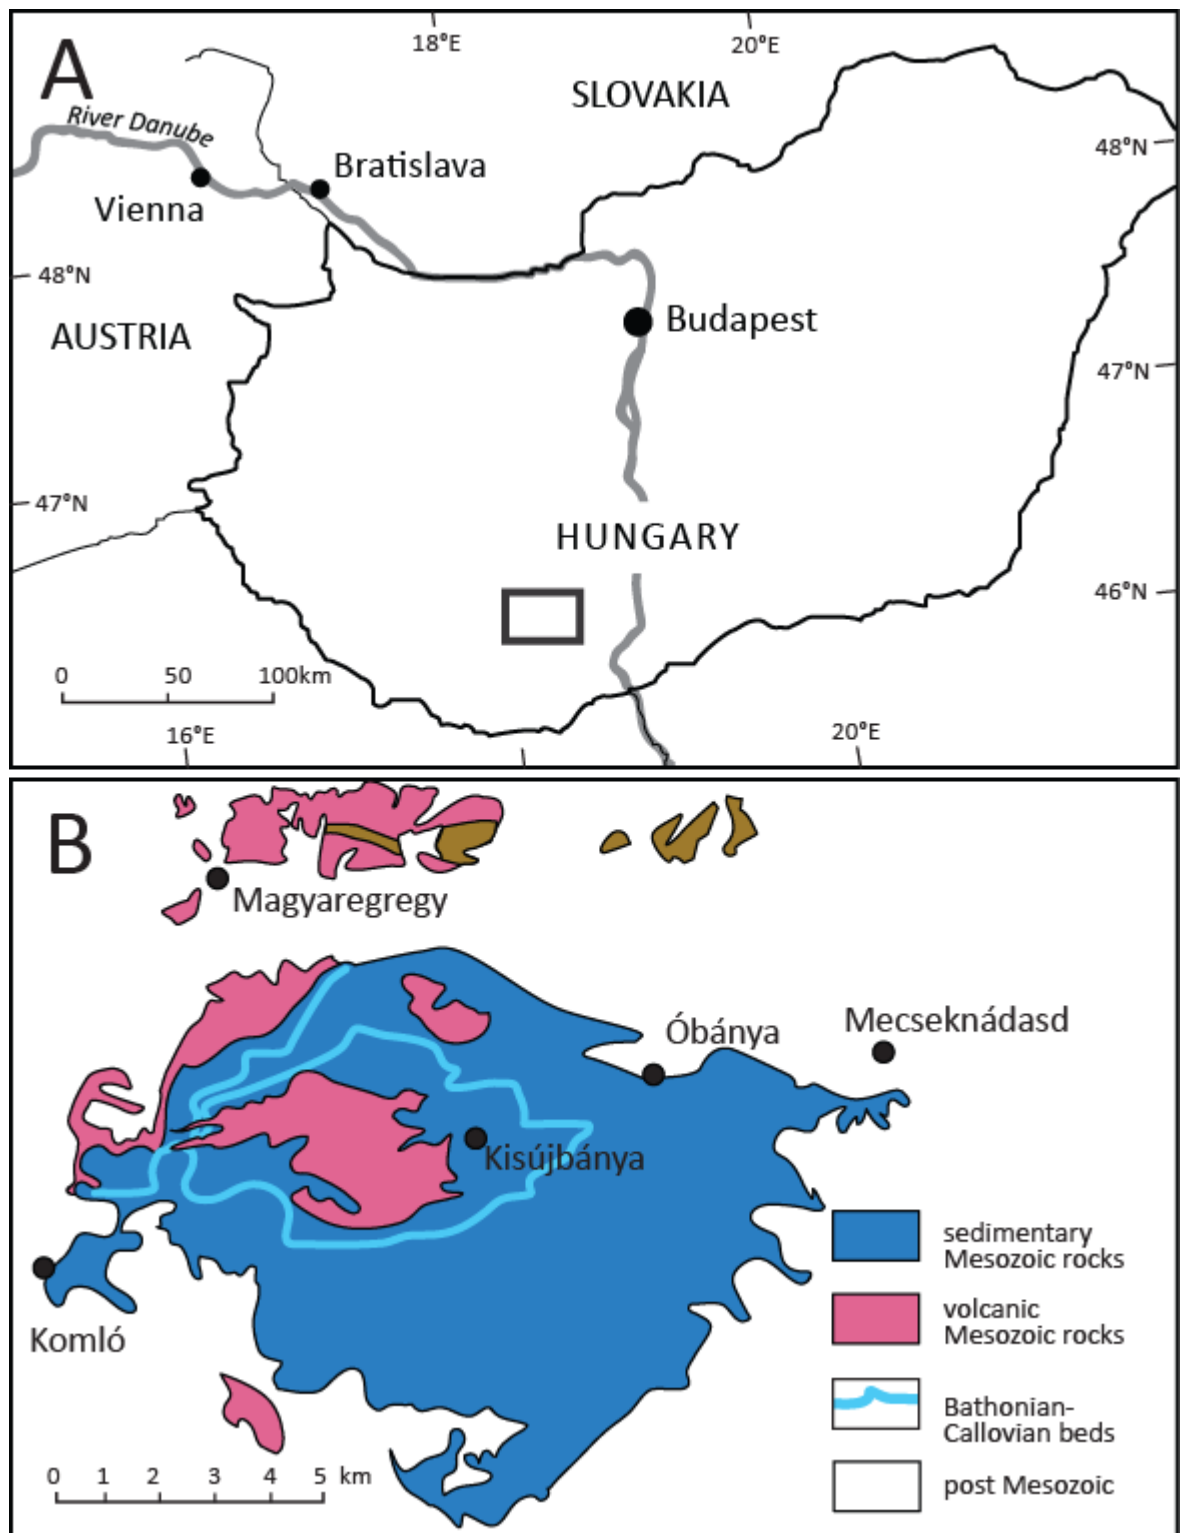 A
18°E
20°E
SLOVAKIA
River Danube
48°N
Bratislava
Vienna
48°N
AUSTRIA
Budapest
47°N
47°N
HUNGARY
46°N
0 50 100km
16°E
20°E
B
Magyaregregy
Óbánya
Mecseknádasd
Kisújbánya
sedimentary
Mesozoic rocks
volcanic
Mesozoic rocks
Komló
Bathonian-
Callovian beds
0 1 2 3 4 5 km
post Mesozoic